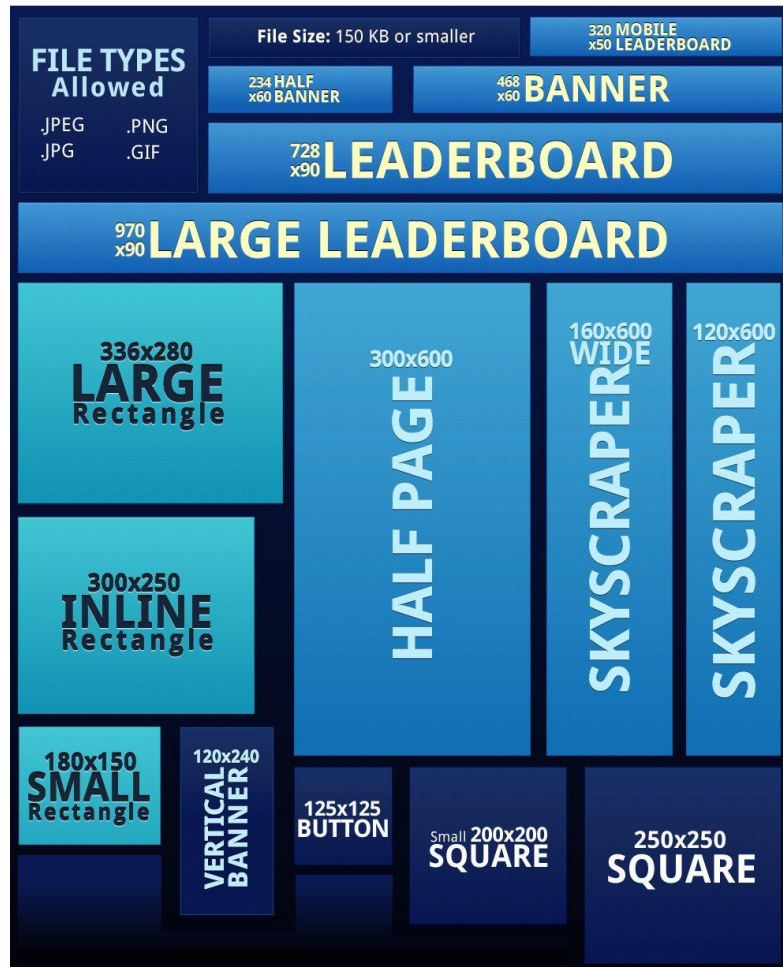 FILE TYPES
Allowed
.JPEG .PNG
.JPG .GIF
File Size: 150 KB or smaller
320 MOBILE
x50 LEADERBOARD
234 HALF
x60 BANNER
468
x60 BANNER
728
x90 LEADERBOARD
970
x90 LARGE LEADERBOARD
336x280
LARGE
Rectangle
300x600
HALF PAGE
160x600
WIDE
SKYSCRAPER
120x600
SKYSCRAPER
300x250
INLINE
Rectangle
180x150
SMALL
Rectangle
120x240
VERTICAL
BANNER
125x125
BUTTON
Small 200x200
SQUARE
250x250
SQUARE